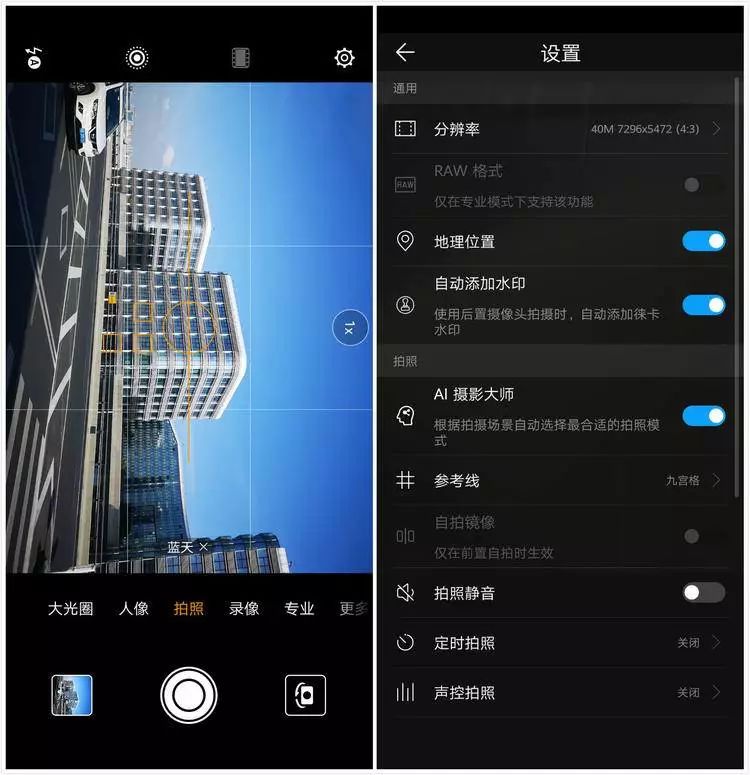 A
1x
蓝天 ×
大光圈 人像 拍照 录像 专业 更多
设置
通用
分辨率 40M 7296x5472 (4:3)
RAW RAW 格式
仅在专业模式下支持该功能
地理位置
自动添加水印
使用后置摄像头拍摄时，自动添加徕卡
水印
拍照
AI 摄影大师
根据拍摄场景自动选择最合适的拍照模
式
参考线 九宫格
自拍镜像
仅在前置自拍时生效
拍照静音
定时拍照 关闭
声控拍照 关闭